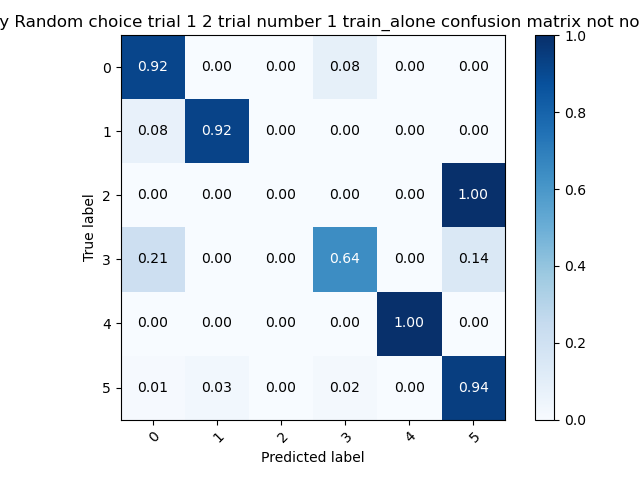 y Random choice trial 1 2 trial number 1 train_alone confusion matrix not no
0 0.92 0.00 0.00 0.08 0.00 0.00
1 0.08 0.92 0.00 0.00 0.00 0.00
2 0.00 0.00 0.00 0.00 0.00 1.00
3 0.21 0.00 0.00 0.64 0.00 0.14
4 0.00 0.00 0.00 0.00 1.00 0.00
5 0.01 0.03 0.00 0.02 0.00 0.94
0 1 2 3 4 5
True label
Predicted label
1.0
0.8
0.6
0.4
0.2
0.0